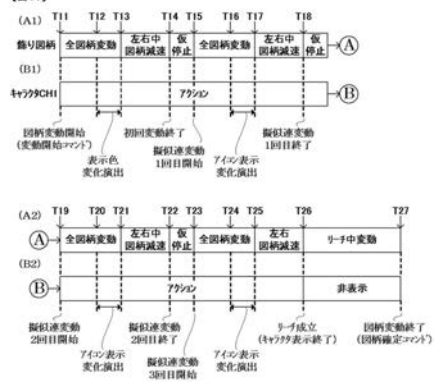 (A1)
T11 T12 T13 T14 T15 T16 T17 T18
飾り図柄 全図柄変動 左右中図柄減速 仮停止 全図柄変動 左右中図柄減速 仮停止 Ⓐ
(B1)
キャラクタCH1 アクション Ⓑ
図柄変動開始
(変動開始コマンド)
表示色
変化演出
初回変動終了
擬似連変動
1回目開始
アイコン表示
変化演出
擬似連変動
1回目終了
(A2)
T19 T20 T21 T22 T23 T24 T25 T26 T27
Ⓐ 全図柄変動 左右中図柄減速 仮停止 全図柄変動 左右図柄減速 リーチ中変動
(B2)
Ⓑ アクション 非表示
擬似連変動
2回目開始
アイコン表示
変化演出
擬似連変動
2回目終了
擬似連変動
3回目開始
アイコン表示
変化演出
リーチ成立
(キャラクタ表示終了)
図柄変動終了
(図柄確定コマンド)